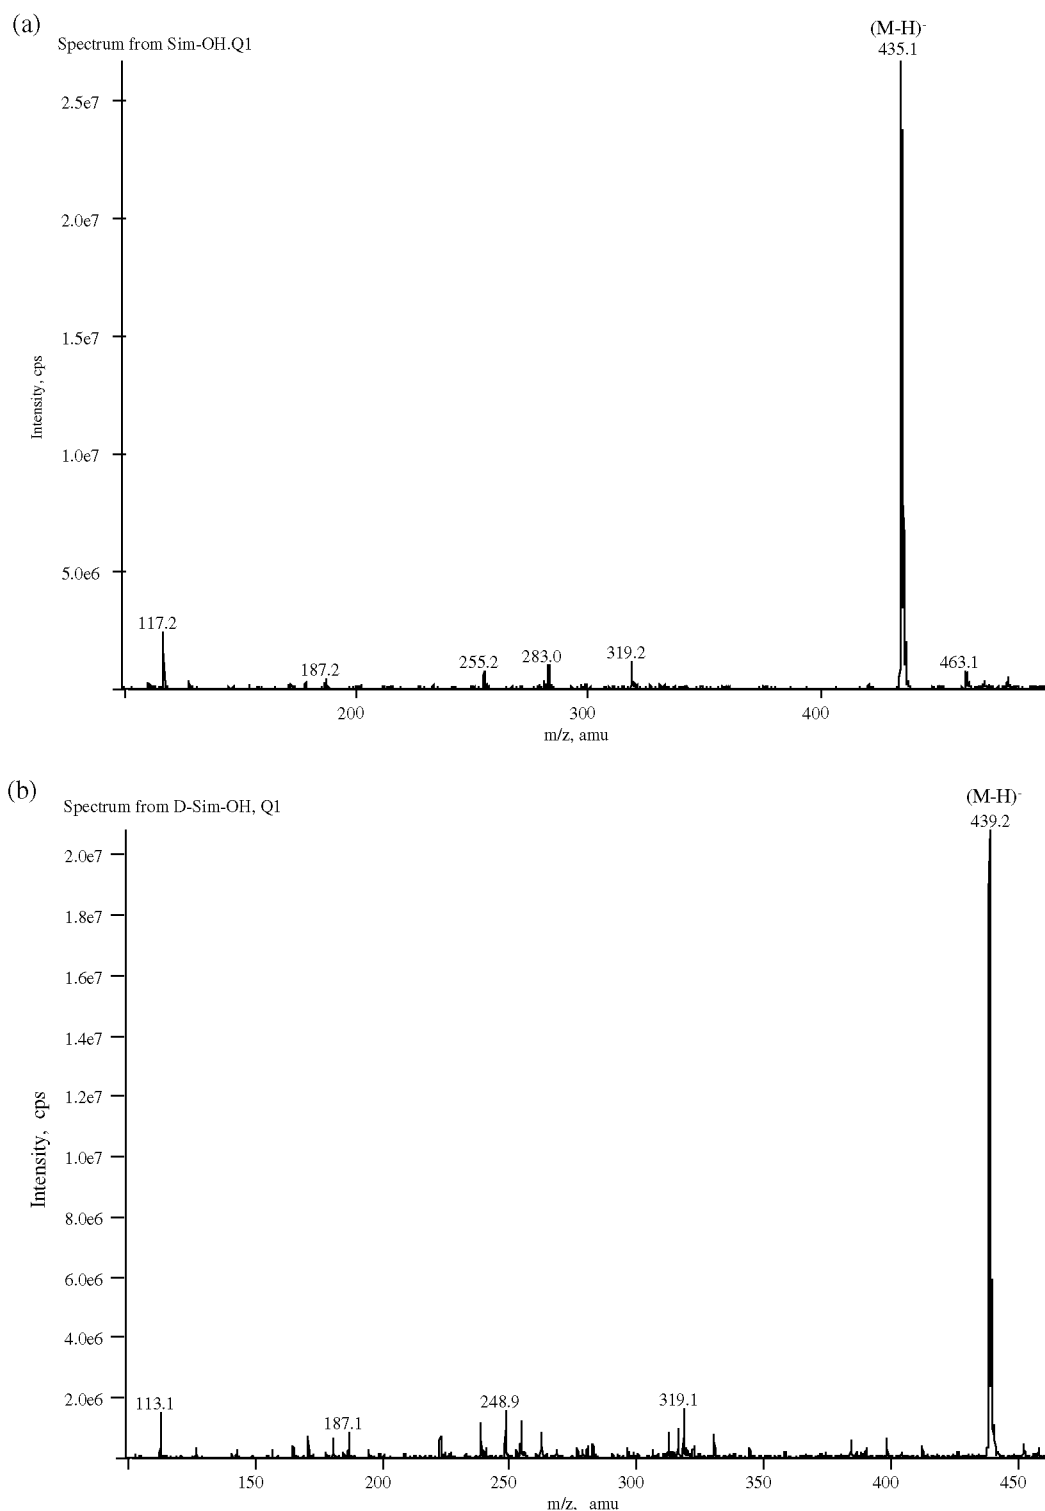 (a)
Spectrum from Sim-OH.Q1
(M-H)-
435.1
2.5e7
2.0e7
1.5e7
Intensity, cps
1.0e7
5.0e6
117.2
187.2
255.2
283.0
319.2
463.1
200
300
400
m/z, amu
(b)
Spectrum from D-Sim-OH, Q1
(M-H)-
439.2
2.0e7
1.8e7
1.6e7
1.4e7
1.2e7
Intensity, cps
1.0e7
8.0e6
6.0e6
4.0e6
2.0e6
113.1
187.1
248.9
319.1
150
200
250
300
350
400
450
m/z, amu